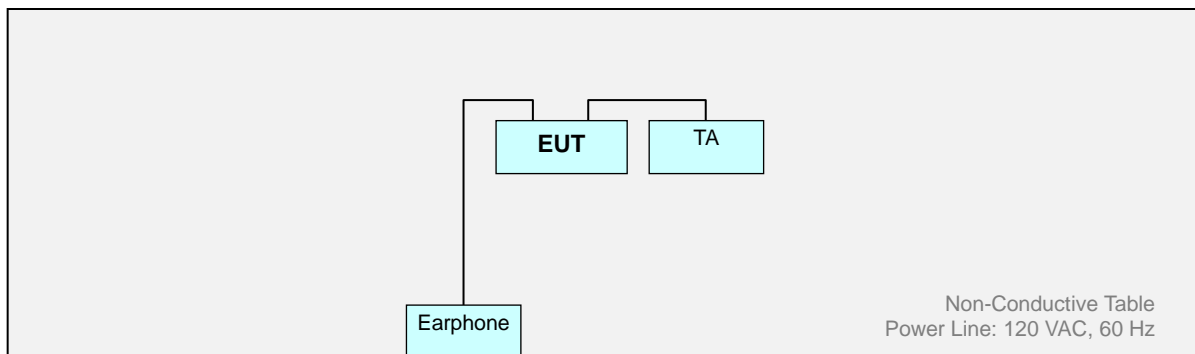 EUT
TA
Earphone
Non-Conductive Table
Power Line: 120 VAC, 60 Hz